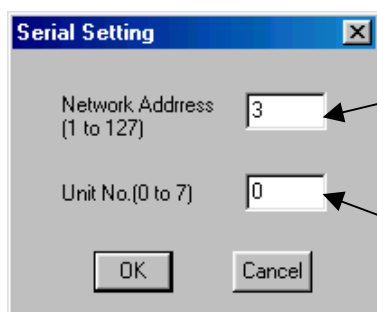 Serial Setting
Network Addrress
(1 to 127)
3
Unit No.(0 to 7)
0
OK
Cancel